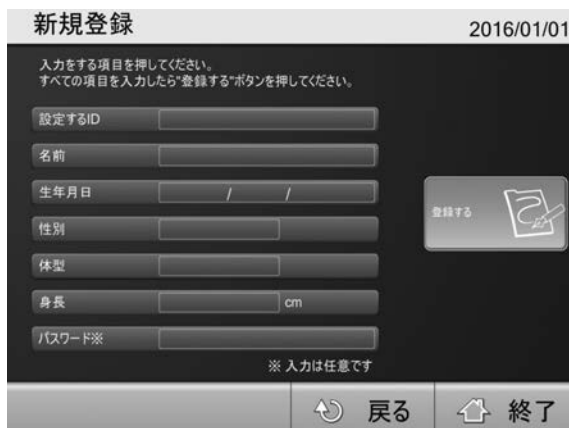 新規登録
2016/01/01
入力をする項目を押してください。
すべての項目を入力したら"登録する"ボタンを押してください。
設定するID
名前
生年月日 / /
性別
体型
身長 cm
パスワード※
※ 入力は任意です
登録する
戻る
終了